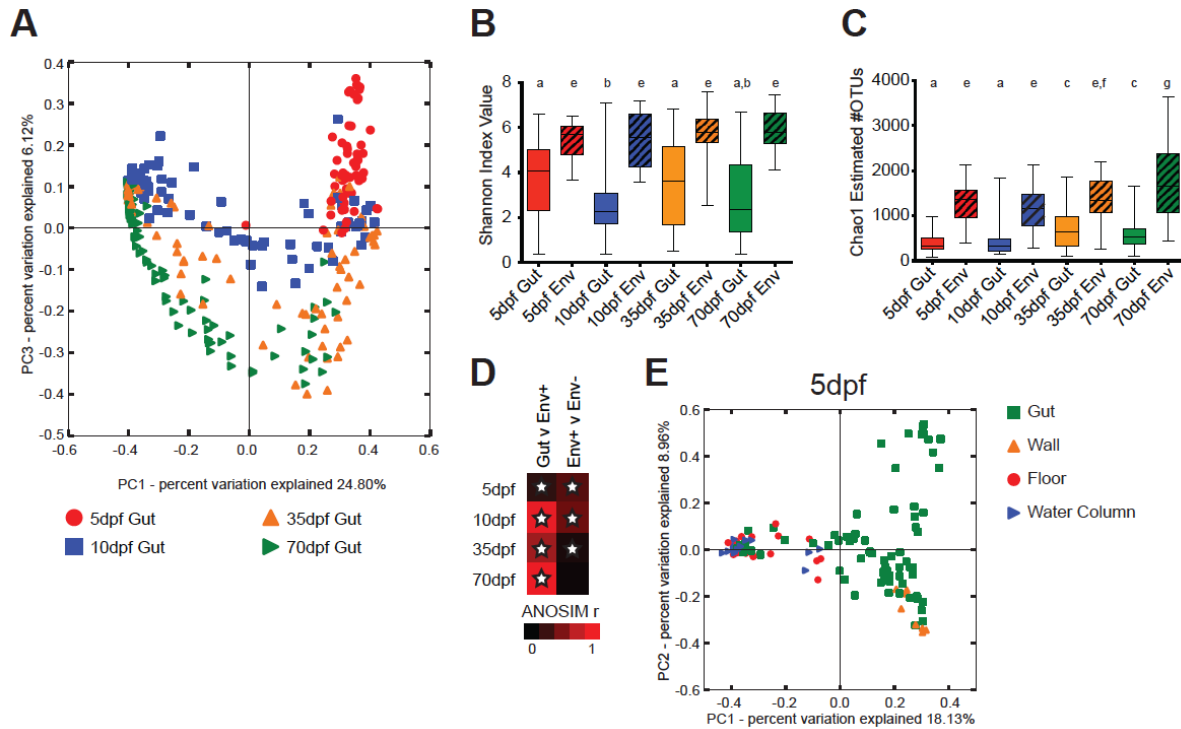 A
PC3 - percent variation explained 6.12%
0.4
0.3
0.2
0.1
0.0
-0.1
-0.2
-0.3
-0.4
-0.5
-0.6 -0.4 -0.2 0.0 0.2 0.4 0.6
PC1 - percent variation explained 24.80%
5dpf Gut
35dpf Gut
10dpf Gut
70dpf Gut
B
Shannon Index Value
8
6
4
2
0
a e b e a e a,b e
5dpf Gut
5dpf Env
10dpf Gut
10dpf Env
35dpf Gut
35dpf Env
70dpf Gut
70dpf Env
C
Chao1 Estimated #OTUs
4000
3000
2000
1000
0
a e a e c e,f c g
5dpf Gut
5dpf Env
10dpf Gut
10dpf Env
35dpf Gut
35dpf Env
70dpf Gut
70dpf Env
D
Gut v Env+
Env+ v Env-
5dpf
10dpf
35dpf
70dpf
ANOSIM r
0 1
E
5dpf
PC2 - percent variation explained 8.96%
0.6
0.4
0.2
0.0
-0.2
-0.4
-0.6
-0.4 -0.2 0.0 0.2 0.4
PC1 - percent variation explained 18.13%
Gut
Wall
Floor
Water Column